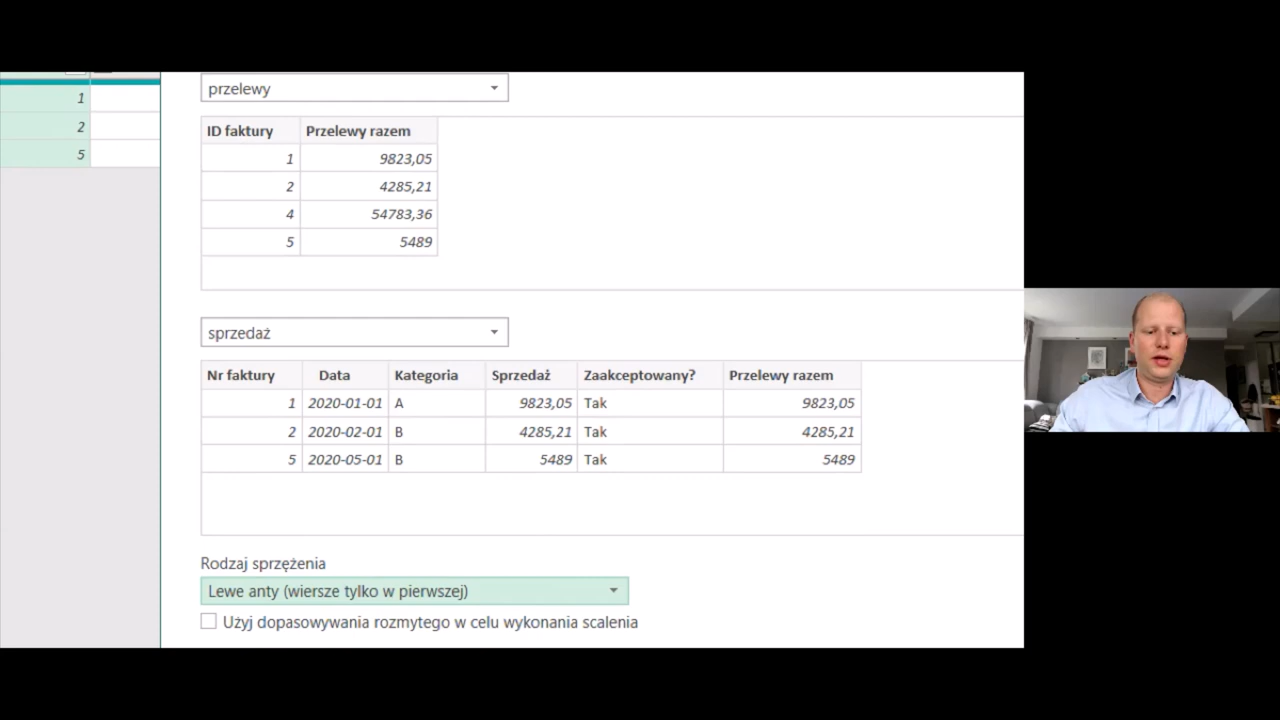 przelewy
ID faktury Przelewy razem
1 9823,05
2 4285,21
4 54783,36
5 5489
1
2
5
sprzedaż
Nr faktury Data Kategoria Sprzedaż Zaakceptowany? Przelewy razem
1 2020-01-01 A 9823,05 Tak 9823,05
2 2020-02-01 B 4285,21 Tak 4285,21
5 2020-05-01 B 5489 Tak 5489
Rodzaj sprzężenia
Lewe anty (wiersze tylko w pierwszej)
Użyj dopasowywania rozmytego w celu wykonania scalenia